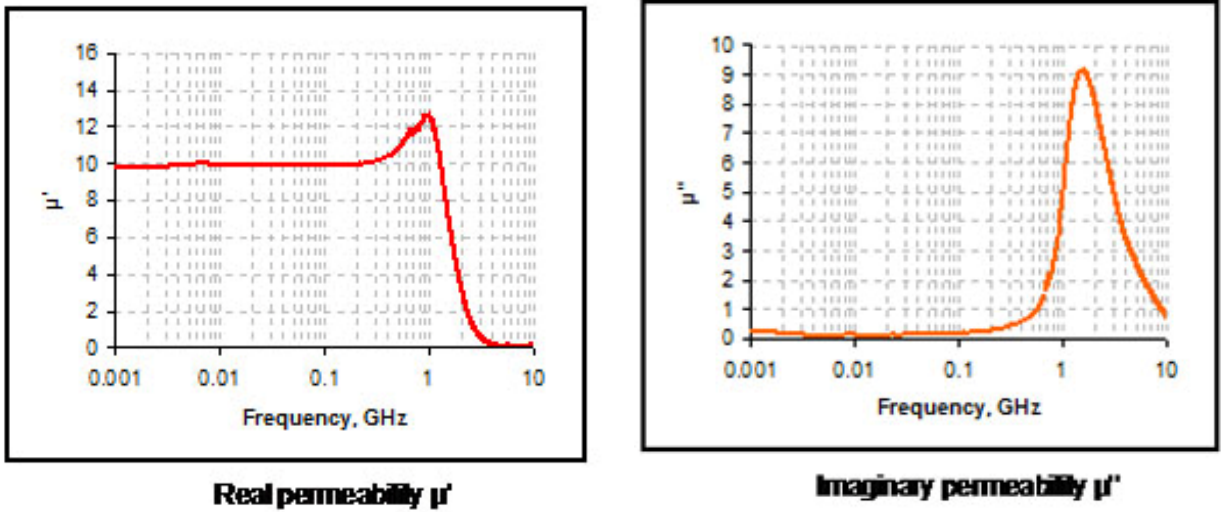 16
14
12
10
8
6
4
2
0
μ'
0.001 0.01 0.1 1 10
Frequency, GHz
Real permeability μ'
10
9
8
7
6
5
4
3
2
1
0
μ"
0.001 0.01 0.1 1 10
Frequency, GHz
Imaginary permeability μ"